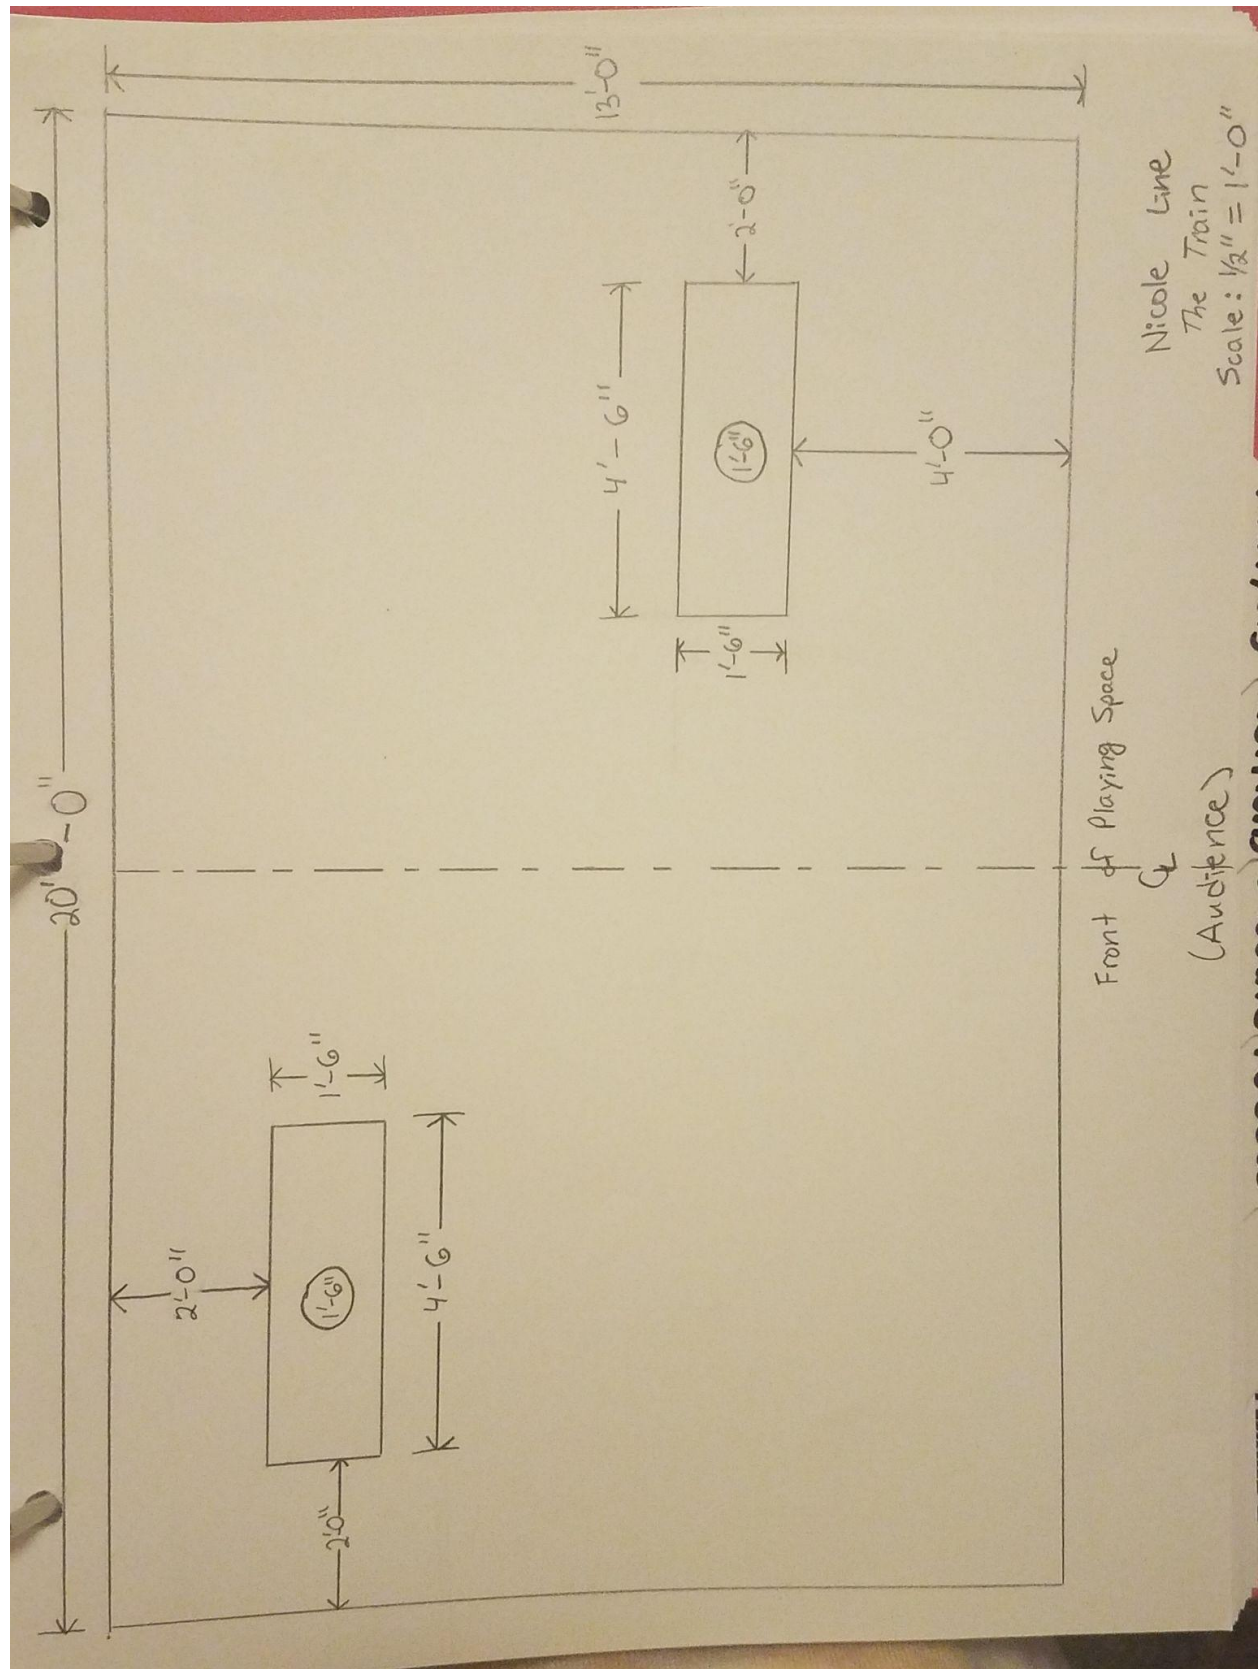 20'-0"
13'-0"
2'-0"
1'-6"
1'-6"
2'0"
4'-6"
4'-6"
1'-6"
1'-6"
2'-0"
4'-0"
Front of Playing Space
℄
(Audience)
Nicole Line
The Train
Scale: 1/2" = 1'-0"